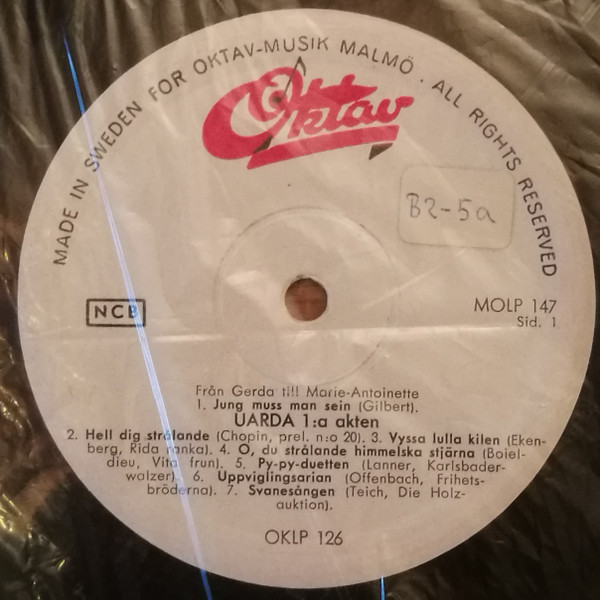 MADE IN SWEDEN FOR OKTAV-MUSIK MALMÖ . ALL RIGHTS RESERVED
Oktav
B2-5a
NCB
MOLP 147
Sid. 1
Från Gerda till Marie-Antoinette
1. Jung muss man sein (Gilbert).
UARDA 1:a akten
2. Hell dig strålande (Chopin, prel. n:o 20). 3. Vyssa lulla kilen (Eken-
berg, Rida ranka). 4. O, du strålande himmelska stjärna (Boiel-
dieu, Vita frun). 5. Py-py-duetten (Lanner, Karlsbader-
walzer). 6. Uppviglingsarian (Offenbach, Frihets-
bröderna). 7. Svanesången (Teich, Die Holz-
auktion).
OKLP 126